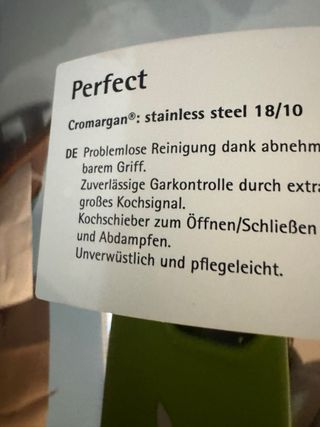 Perfect
Cromargan®: stainless steel 18/10
DE Problemlose Reinigung dank abnehm
barem Griff.
Zuverlässige Garkontrolle durch extra
großes Kochsignal.
Kochschieber zum Öffnen/Schließen
und Abdampfen.
Unverwüstlich und pflegeleicht.